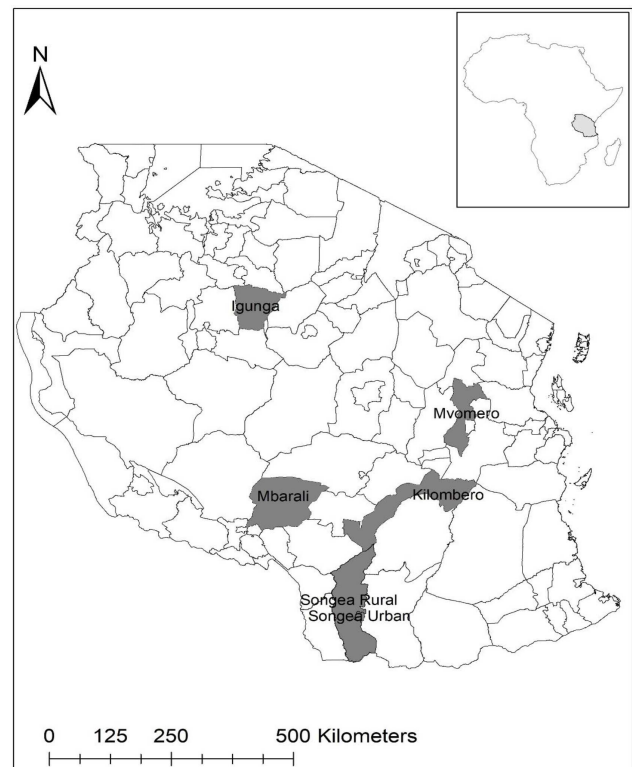 N
Igunga
Mvomero
Mbarali
Kilombero
Songea Rural
Songea Urban
0 125 250 500 Kilometers